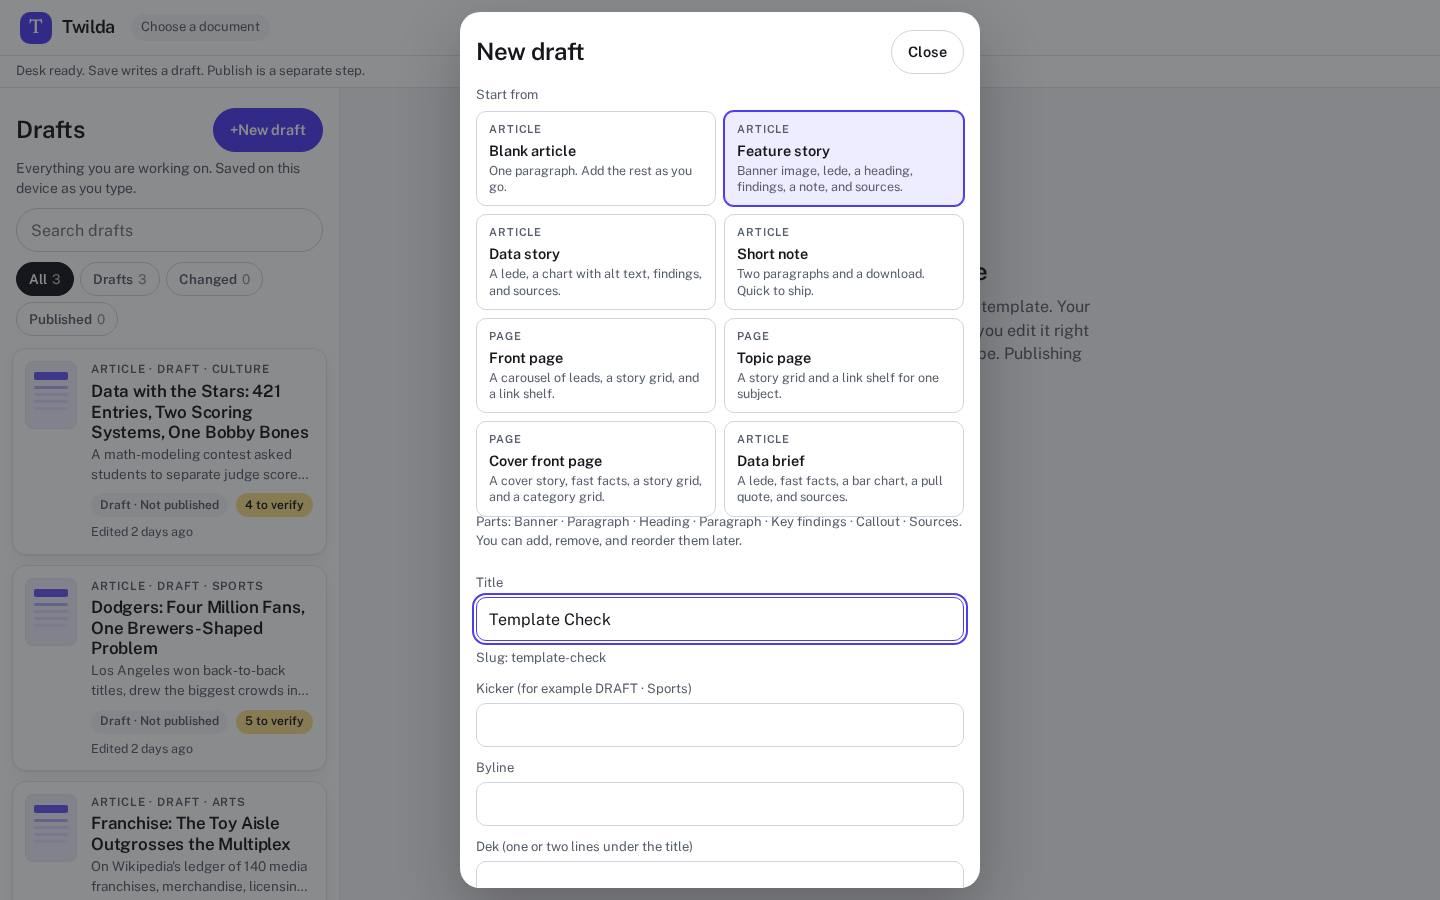 T Twilda Choose a document
Desk ready. Save writes a draft. Publish is a separate step.
Drafts
+New draft
Everything you are working on. Saved on this
device as you type.
Search drafts
All 3 Drafts 3 Changed 0
Published 0
ARTICLE · DRAFT · CULTURE
Data with the Stars: 421
Entries, Two Scoring
Systems, One Bobby Bones
A math-modeling contest asked
students to separate judge score...
Draft · Not published 4 to verify
Edited 2 days ago
ARTICLE · DRAFT · SPORTS
Dodgers: Four Million Fans,
One Brewers-Shaped
Problem
Los Angeles won back-to-back
titles, drew the biggest crowds in...
Draft · Not published 5 to verify
Edited 2 days ago
ARTICLE · DRAFT · ARTS
Franchise: The Toy Aisle
Outgrosses the Multiplex
On Wikipedia's ledger of 140 media
franchises, merchandise, licensin...
New draft
Close
Start from
ARTICLE
Blank article
One paragraph. Add the rest as you
go.
ARTICLE
Feature story
Banner image, lede, a heading,
findings, a note, and sources.
ARTICLE
Data story
A lede, a chart with alt text, findings,
and sources.
ARTICLE
Short note
Two paragraphs and a download.
Quick to ship.
PAGE
Front page
A carousel of leads, a story grid, and
a link shelf.
PAGE
Topic page
A story grid and a link shelf for one
subject.
PAGE
Cover front page
A cover story, fast facts, a story grid,
and a category grid.
ARTICLE
Data brief
A lede, fast facts, a bar chart, a pull
quote, and sources.
Parts: Banner · Paragraph · Heading · Paragraph · Key findings · Callout · Sources.
You can add, remove, and reorder them later.
Title
Template Check
Slug: template-check
Kicker (for example DRAFT · Sports)
Byline
Dek (one or two lines under the title)
template. Your
you edit it right
Publishing